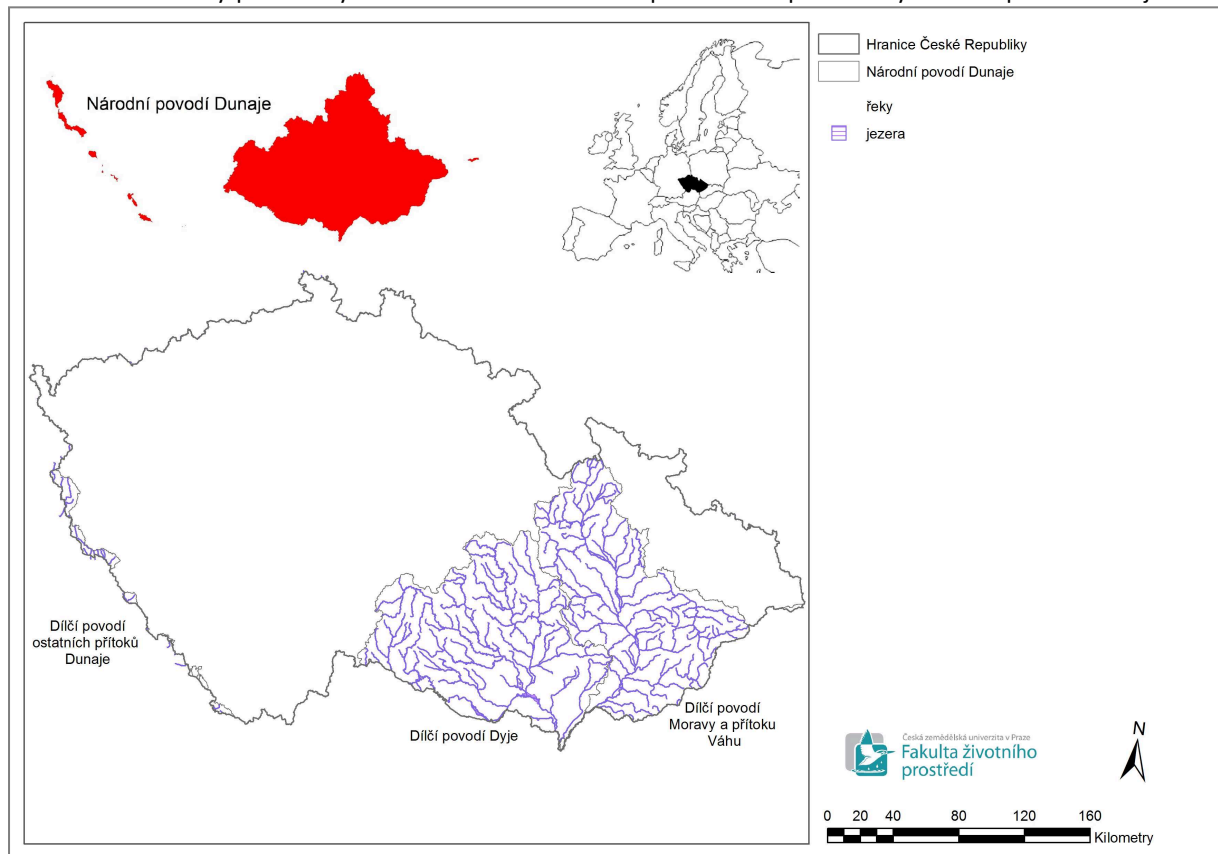 Národní povodí Dunaje
Hranice České Republiky
Národní povodí Dunaje
řeky
jezera
Dílčí povodí
ostatních přítoků
Dunaje
Dílčí povodí Dyje
Dílčí povodí
Moravy a přítoku
Váhu
Česká zemědělská univerzita v Praze
Fakulta životního
prostředí
N
0 20 40 80 120 160
Kilometry